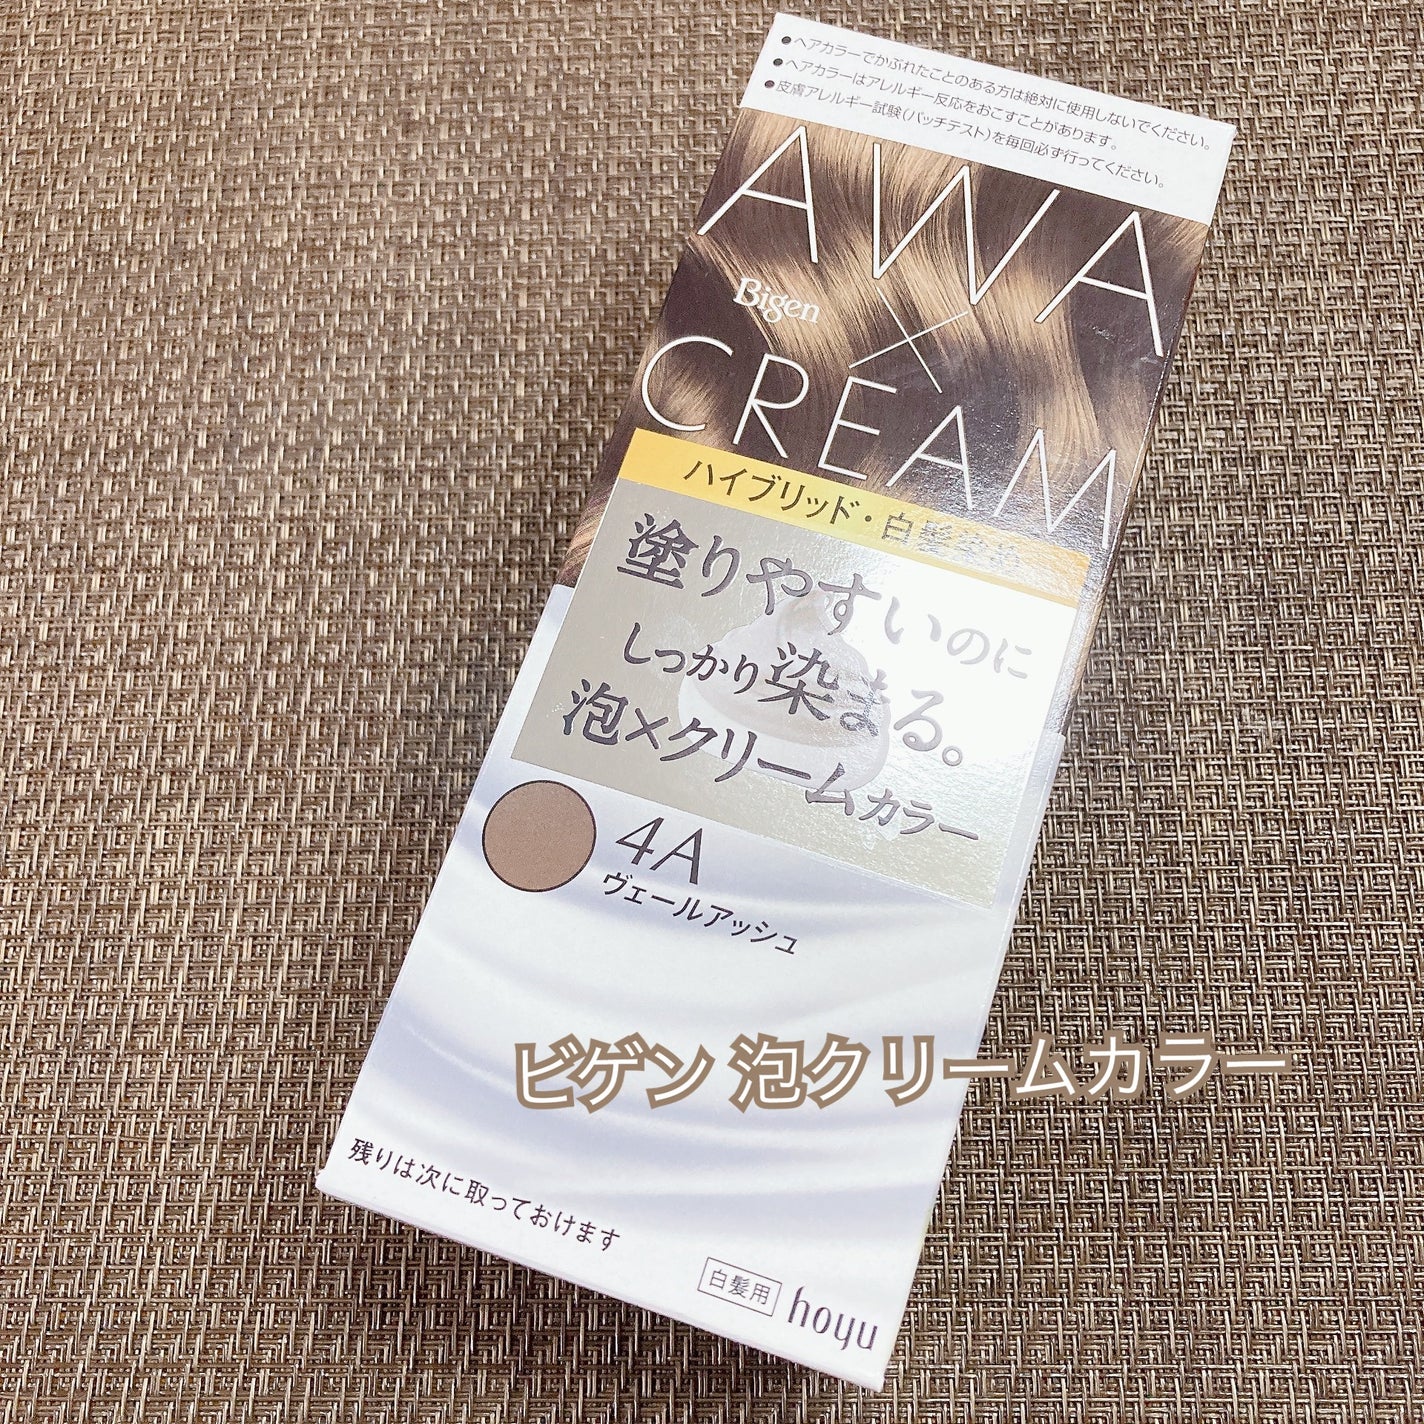 ●ヘアカラーでかぶれたことのある方は絶対に使用しないでください。
●ヘアカラーはアレルギー反応をおこすことがあります。
●皮膚アレルギー試験(パッチテスト)を毎回必ず行ってください。
AWA
Bigen
×
CREAM
ハイブリッド・白髪染め
塗りやすいのに
しっかり染まる。
泡×クリームカラー
4A
ヴェールアッシュ
ビゲン 泡クリームカラー
残りは次に取っておけます
白髪用
hoyu